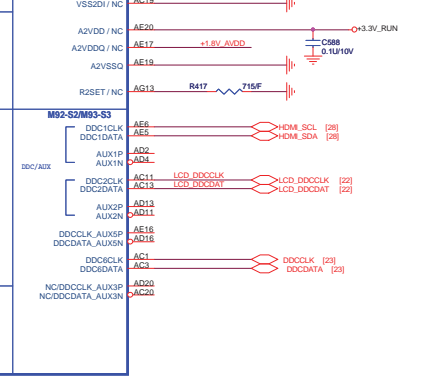 VSS2DI / NC AC19
A2VDD / NC AE20 +3.3V_RUN
A2VDDQ / NC AE17 +1.8V_AVDD C588
0.1U/10V
A2VSSQ AE19
R2SET / NC AG13 R417 715/F
M92-S2/M93-S3
DDC1CLK AE6 HDMI_SCL [28]
DDC1DATA AE5 HDMI_SDA [28]
AUX1P AD2
AUX1N AD4
DDC/AUX
DDC2CLK AC11 LCD_DDCCLK LCD_DDCCLK [22]
DDC2DATA AC13 LCD_DDCDAT LCD_DDCDAT [22]
AUX2P AD13
AUX2N AD11
DDCCLK_AUX5P AE16
DDCDATA_AUX5N AD16
DDC6CLK AC1 DDCCLK [23]
DDC6DATA AC3 DDCDATA [23]
NC/DDCCLK_AUX3P AD20
NC/DDCDATA_AUX3N AC20